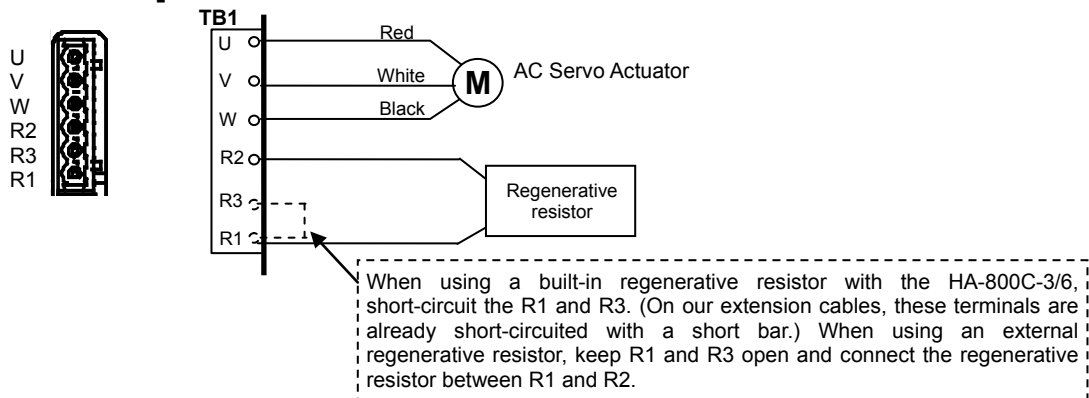 U
V
W
R2
R3
R1
TB1
U
V
W
R2
R3
R1
Red
White
Black
M
AC Servo Actuator
Regenerative
resistor
When using a built-in regenerative resistor with the HA-800C-3/6,
short-circuit the R1 and R3. (On our extension cables, these terminals are
already short-circuited with a short bar.) When using an external
regenerative resistor, keep R1 and R3 open and connect the regenerative
resistor between R1 and R2.